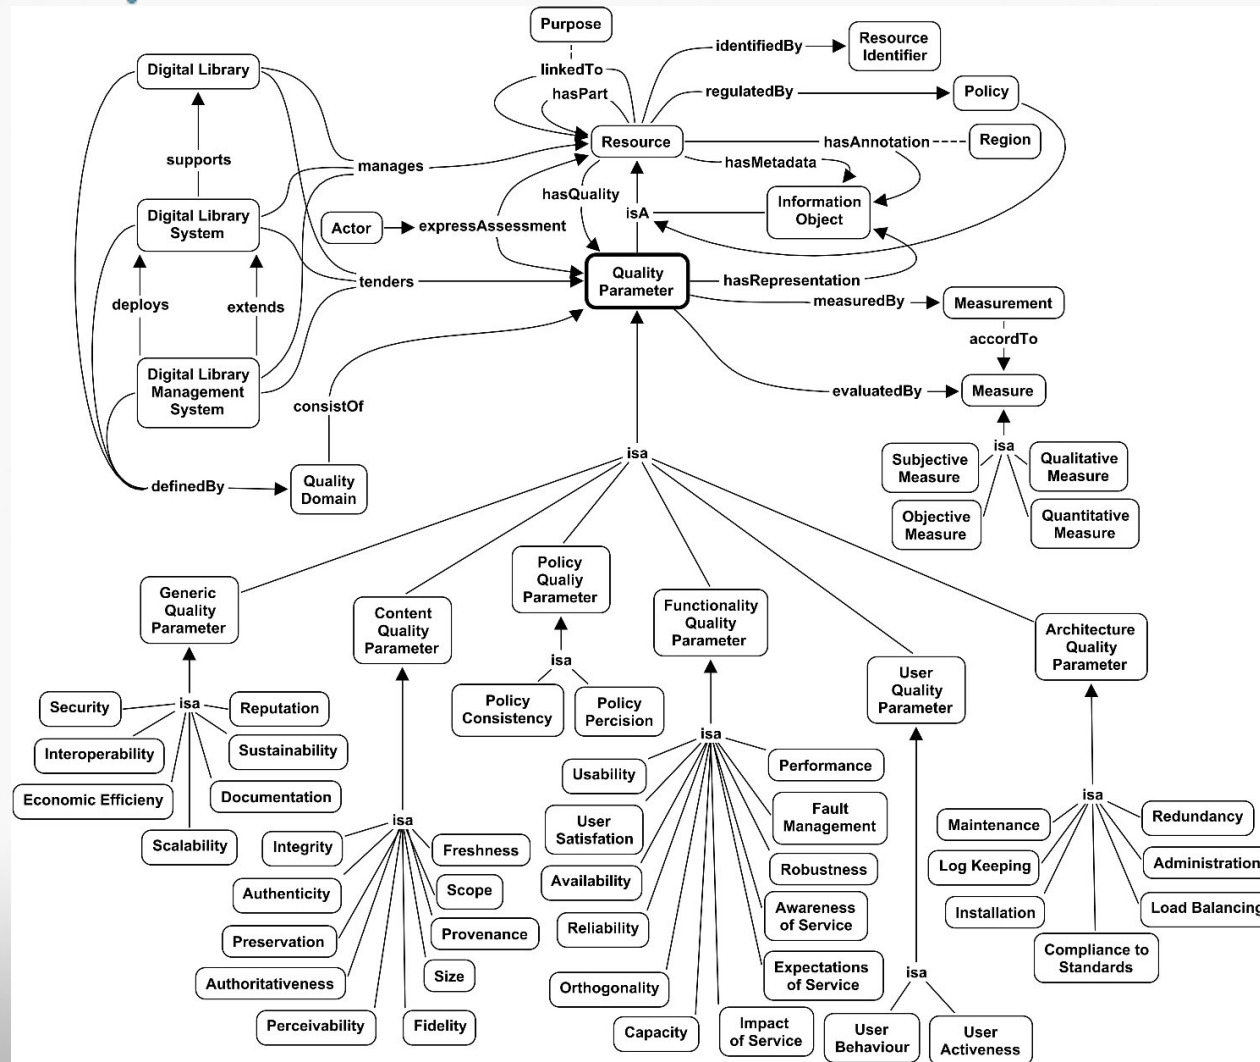 Purpose
identifiedBy
Resource
Identifier
Digital Library
linkedTo
hasPart
regulatedBy
Policy
supports
manages
Resource
hasAnnotation
Region
hasMetadata
hasQuality
isA
Information
Object
Digital Library
System
Actor
expressAssessment
Quality
Parameter
hasRepresentation
tenders
measuredBy
Measurement
deploys
extends
accordTo
Digital Library
Management
System
consistOf
evaluatedBy
Measure
definedBy
Quality
Domain
isa
isa
Subjective
Measure
Qualitative
Measure
Objective
Measure
Quantitative
Measure
Generic
Quality
Parameter
Content
Quality
Parameter
Policy
Qualiy
Parameter
Functionality
Quality
Parameter
User
Quality
Parameter
Architecture
Quality
Parameter
isa
Security
Reputation
Interoperability
Sustainability
Economic Efficieny
Documentation
Scalability
isa
Integrity
Freshness
Authenticity
Scope
Preservation
Provenance
Authoritativeness
Size
Perceivability
Fidelity
isa
Policy
Consistency
Policy
Percision
isa
Usability
Performance
User
Satisfation
Fault
Management
Availability
Robustness
Reliability
Awareness
of Service
Orthogonality
Expectations
of Service
Capacity
Impact
of Service
isa
User
Behaviour
User
Activeness
isa
Maintenance
Redundancy
Log Keeping
Administration
Installation
Load Balancing
Compliance to
Standards